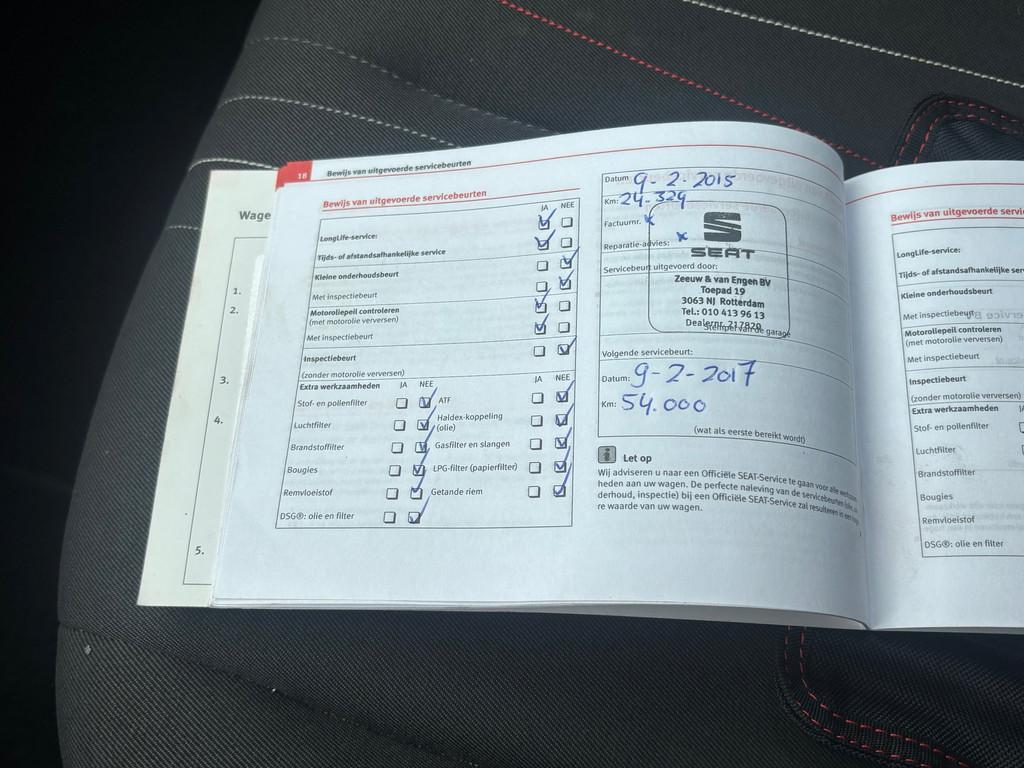 Wage
1.
2.
3.
4.
5.
18 Bewijs van uitgevoerde servicebeurten
Bewijs van uitgevoerde servicebeurten
JA NEE
LongLife-service:
Tijds- of afstandsafhankelijke service
Kleine onderhoudsbeurt
Met inspectiebeurt
Motoroliepeil controleren
(met motorolie verversen)
Met inspectiebeurt
Inspectiebeurt
(zonder motorolie verversen)
Extra werkzaamheden JA NEE JA NEE
Stof- en pollenfilter ATF
Luchtfilter Haldex-koppeling
(olie)
Brandstoffilter Gasfilter en slangen
Bougies LPG-filter (papierfilter)
Remvloeistof Getande riem
DSG®: olie en filter
Datum 9-2-2015
Km: 24-324
Factuurnr. x
Reparatie-advies: x
SEAT
Servicebeurt uitgevoerd door:
Zeeuw & van Engen BV
Toepad 19
3063 NJ Rotterdam
Tel.: 010 413 96 13
Dealernr. 217820
Stempel van de garage
Volgende servicebeurt:
Datum: 9-2-2017
Km: 54.000
(wat als eerste bereikt wordt)
i Let op
Wij adviseren u naar een Officiële SEAT-Service te gaan voor alle
heden aan uw wagen. De perfecte naleving van de servicebeurten
derhoud, inspectie) bij een Officiële SEAT-Service zal resulteren in een
re waarde van uw wagen.
Bewijs van uitgevoerde servi
LongLife-service:
Tijds- of afstandsafhankelijke ser
Kleine onderhoudsbeurt
Met inspectiebeurt
Motoroliepeil controleren
(met motorolie verversen)
Met inspectiebeurt
Inspectiebeurt
(zonder motorolie verversen)
Extra werkzaamheden JA
Stof- en pollenfilter
Luchtfilter
Brandstoffilter
Bougies
Remvloeistof
DSG®: olie en filter